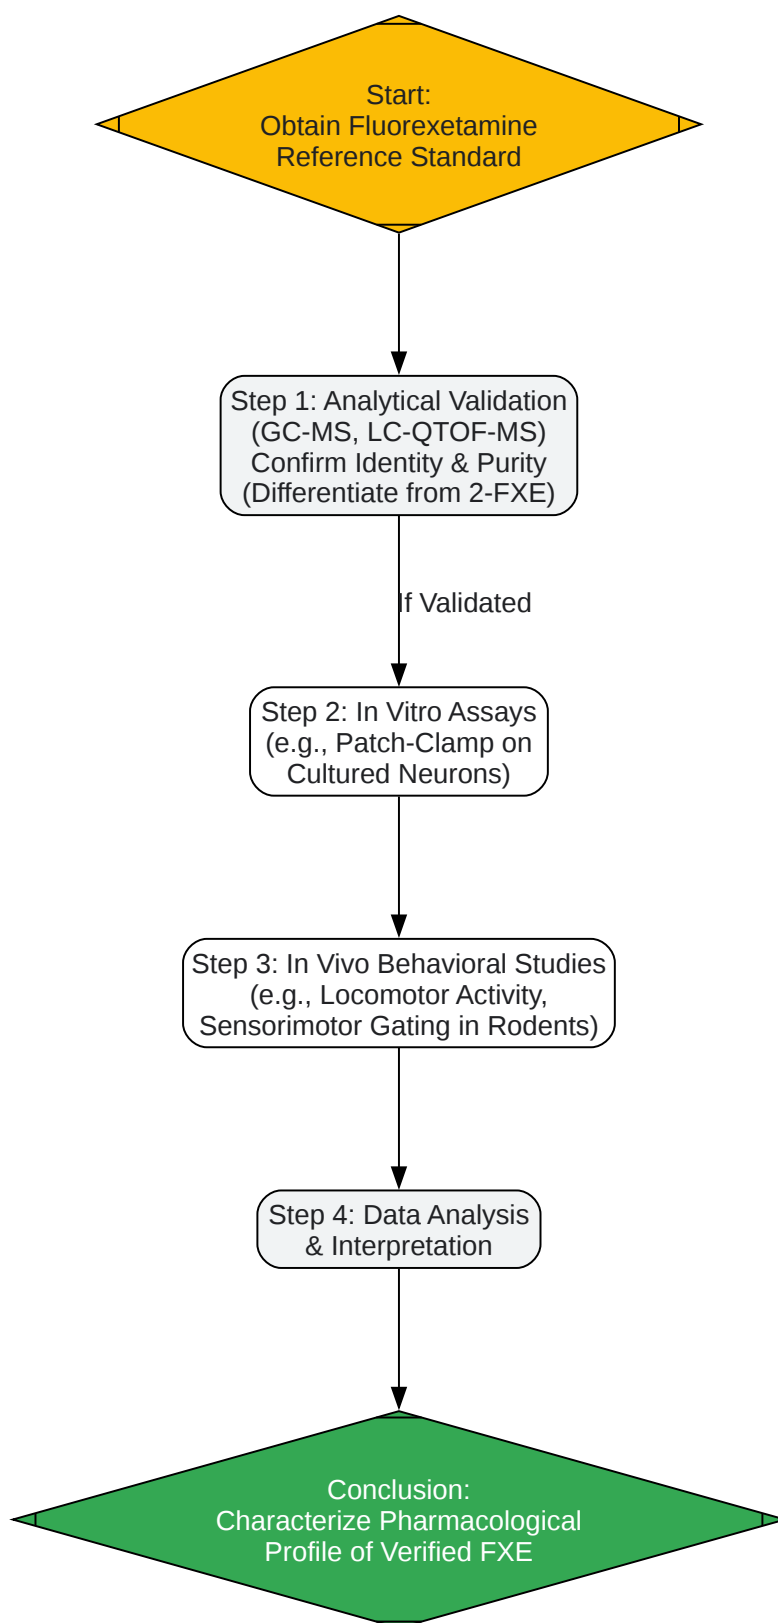 Start:
Obtain Fluorexetamine
Reference Standard
Step 1: Analytical Validation
(GC-MS, LC-QTOF-MS)
Confirm Identity & Purity
(Differentiate from 2-FXE)
If Validated
Step 2: In Vitro Assays
(e.g., Patch-Clamp on
Cultured Neurons)
Step 3: In Vivo Behavioral Studies
(e.g., Locomotor Activity,
Sensorimotor Gating in Rodents)
Step 4: Data Analysis
& Interpretation
Conclusion:
Characterize Pharmacological
Profile of Verified FXE